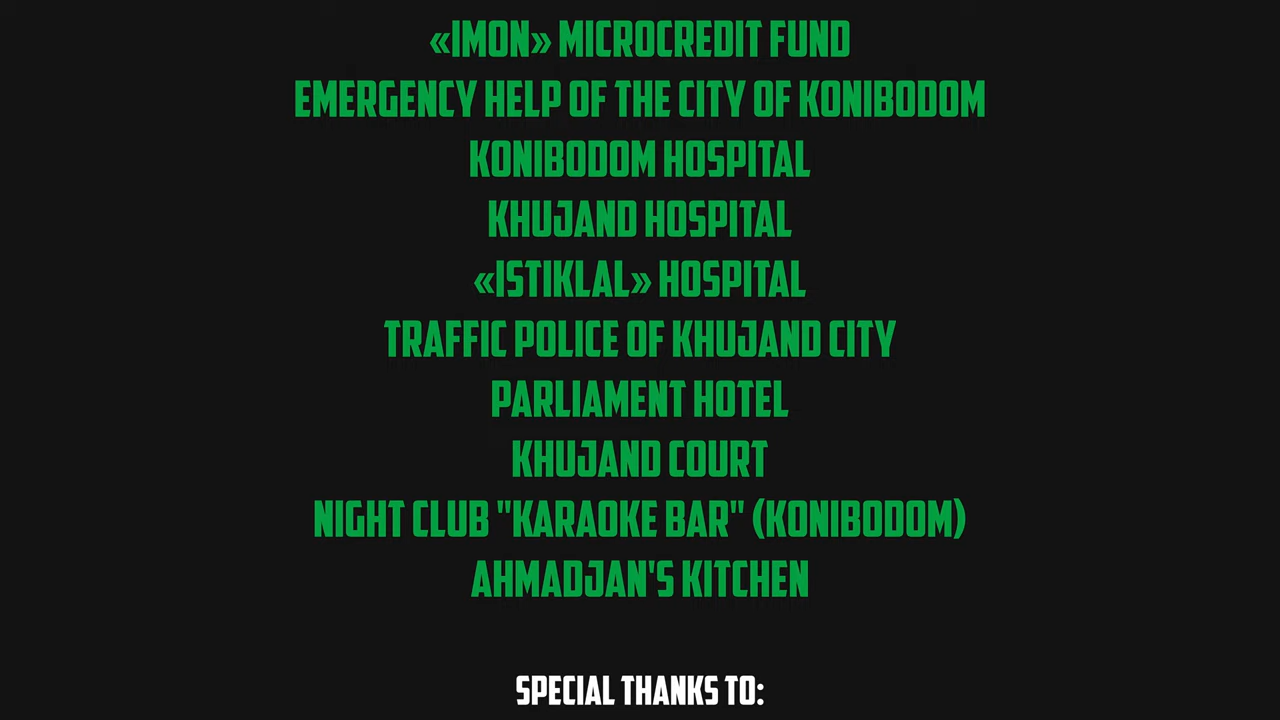 «IMON» MICROCREDIT FUND
EMERGENCY HELP OF THE CITY OF KONIBODOM
KONIBODOM HOSPITAL
KHUJAND HOSPITAL
«ISTIKLAL» HOSPITAL
TRAFFIC POLICE OF KHUJAND CITY
PARLIAMENT HOTEL
KHUJAND COURT
NIGHT CLUB "KARAOKE BAR" (KONIBODOM)
AHMADJAN'S KITCHEN
SPECIAL THANKS TO: